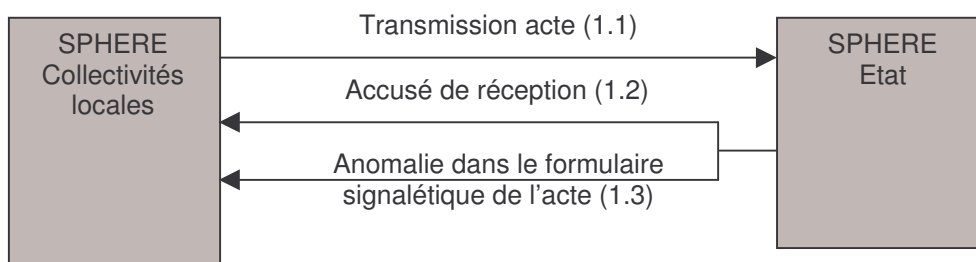 SPHERE
Collectivités
locales
Transmission acte (1.1)
Accusé de réception (1.2)
Anomalie dans le formulaire
signalétique de l'acte (1.3)
SPHERE
Etat